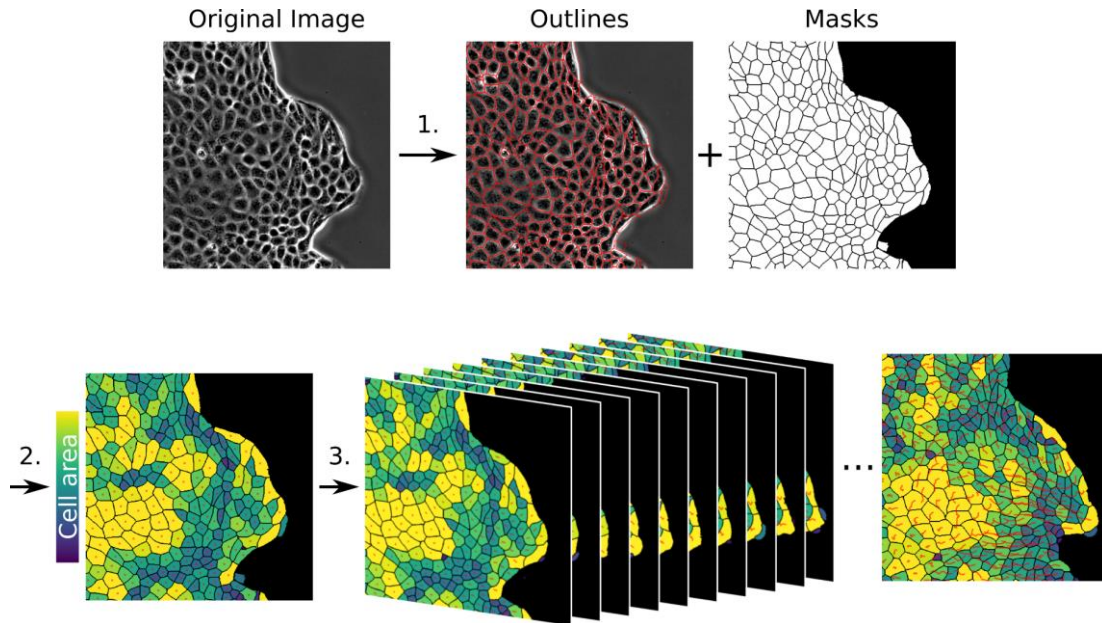 Original Image
Outlines
Masks
1.
+
2.
Cell area
3.
...